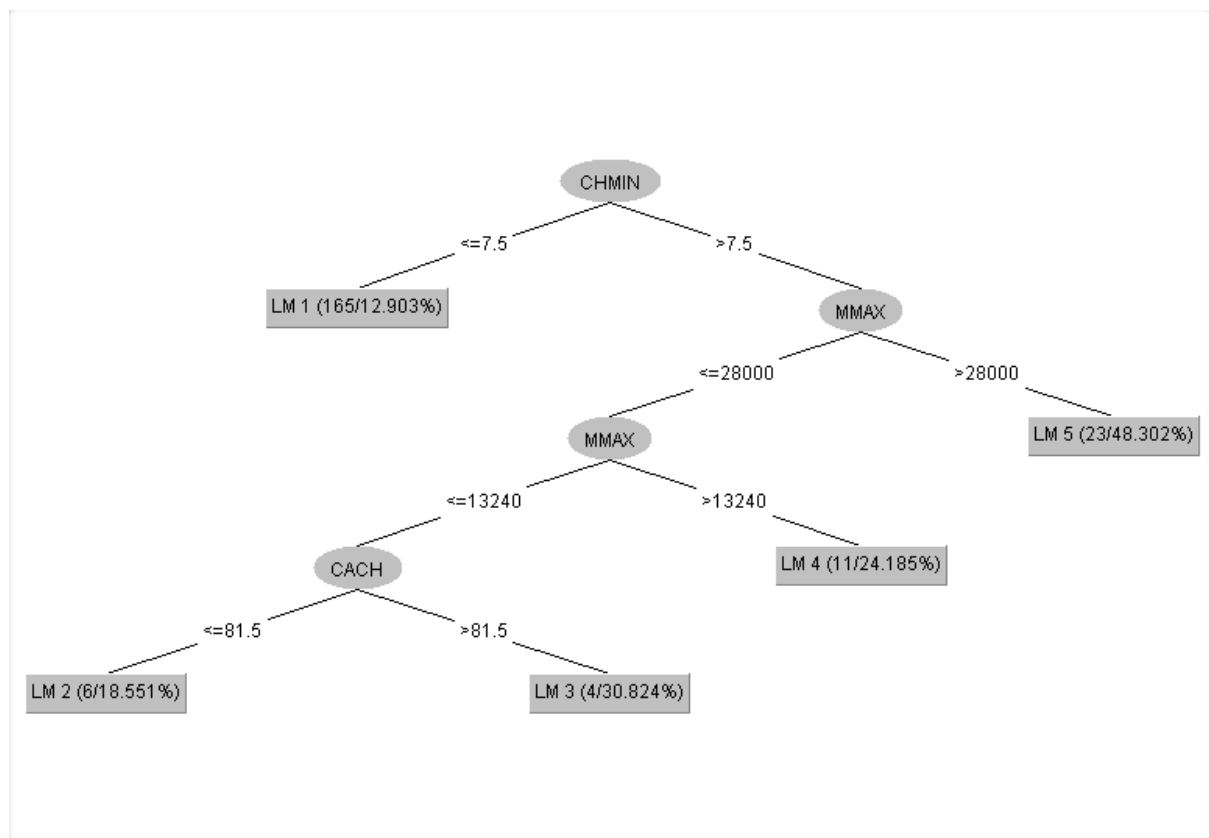 CHMIN
<=7.5
>7.5
LM 1 (165/12.903%)
MMAX
<=28000
>28000
MMAX
LM 5 (23/48.302%)
<=13240
>13240
CACH
LM 4 (11/24.185%)
<=81.5
>81.5
LM 2 (6/18.551%)
LM 3 (4/30.824%)